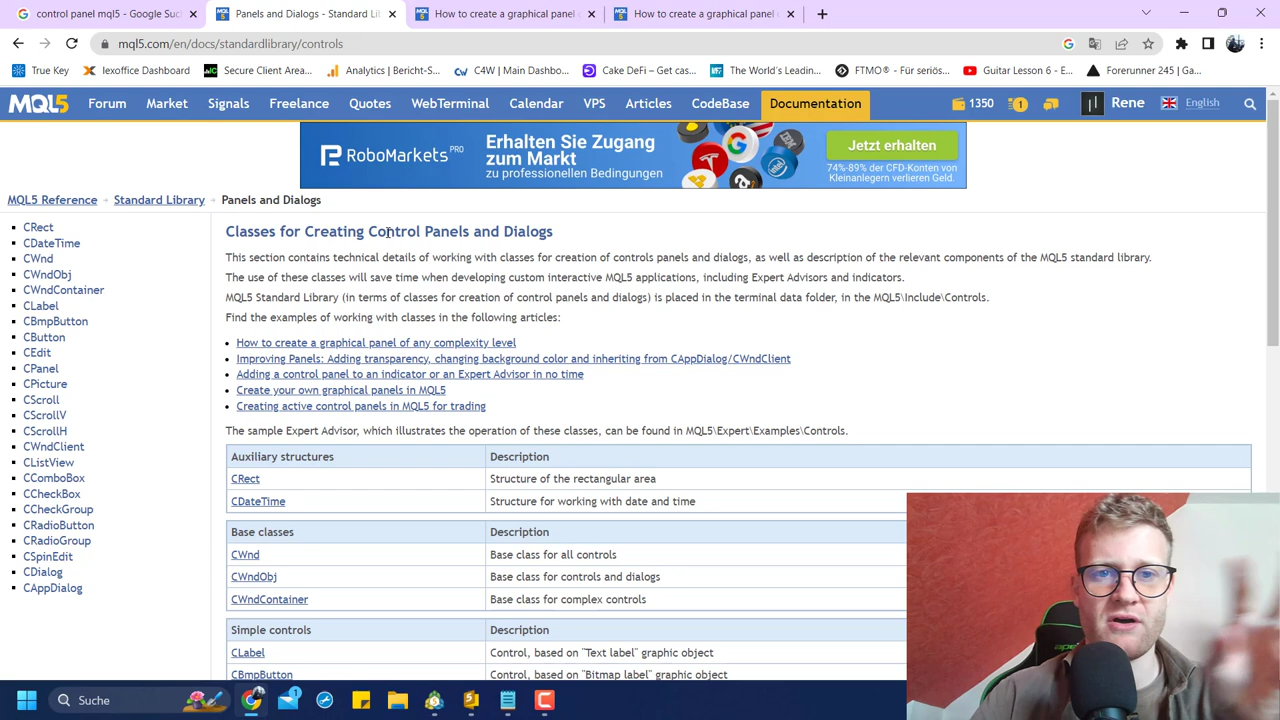 control panel mql5 - Google Suc
Panels and Dialogs - Standard Li
How to create a graphical panel
How to create a graphical panel
mql5.com/en/docs/standardlibrary/controls
True Key
lexoffice Dashboard
Secure Client Area...
Analytics | Bericht-S...
C4W | Main Dashbo...
Cake DeFi – Get cas...
The World's Leadin...
FTMO® - Für seriös...
Guitar Lesson 6 - E...
Forerunner 245 | Ga...
MQL5
Forum
Market
Signals
Freelance
Quotes
WebTerminal
Calendar
VPS
Articles
CodeBase
Documentation
1350
1
Rene
English
RoboMarkets PRO
Erhalten Sie Zugang
zum Markt
zu professionellen Bedingungen
Jetzt erhalten
74%-89% der CFD-Konten von
Kleinanlegern verlieren Geld.
MQL5 Reference
Standard Library
Panels and Dialogs
CRect
CDateTime
CWnd
CWndObj
CWndContainer
CLabel
CBmpButton
CButton
CEdit
CPanel
CPicture
CScroll
CScrollV
CScrollH
CWndClient
CListView
CComboBox
CCheckBox
CCheckGroup
CRadioButton
CRadioGroup
CSpinEdit
CDialog
CAppDialog
Classes for Creating Control Panels and Dialogs
This section contains technical details of working with classes for creation of controls panels and dialogs, as well as description of the relevant components of the MQL5 standard library.
The use of these classes will save time when developing custom interactive MQL5 applications, including Expert Advisors and indicators.
MQL5 Standard Library (in terms of classes for creation of control panels and dialogs) is placed in the terminal data folder, in the MQL5\Include\Controls.
Find the examples of working with classes in the following articles:
How to create a graphical panel of any complexity level
Improving Panels: Adding transparency, changing background color and inheriting from CAppDialog/CWndClient
Adding a control panel to an indicator or an Expert Advisor in no time
Create your own graphical panels in MQL5
Creating active control panels in MQL5 for trading
The sample Expert Advisor, which illustrates the operation of these classes, can be found in MQL5\Expert\Examples\Controls.
Auxiliary structures Description
CRect Structure of the rectangular area
CDateTime Structure for working with date and time
Base classes Description
CWnd Base class for all controls
CWndObj Base class for controls and dialogs
CWndContainer Base class for complex controls
Simple controls Description
CLabel Control, based on "Text label" graphic object
CBmpButton Control, based on "Bitmap label" graphic object
Suche
1